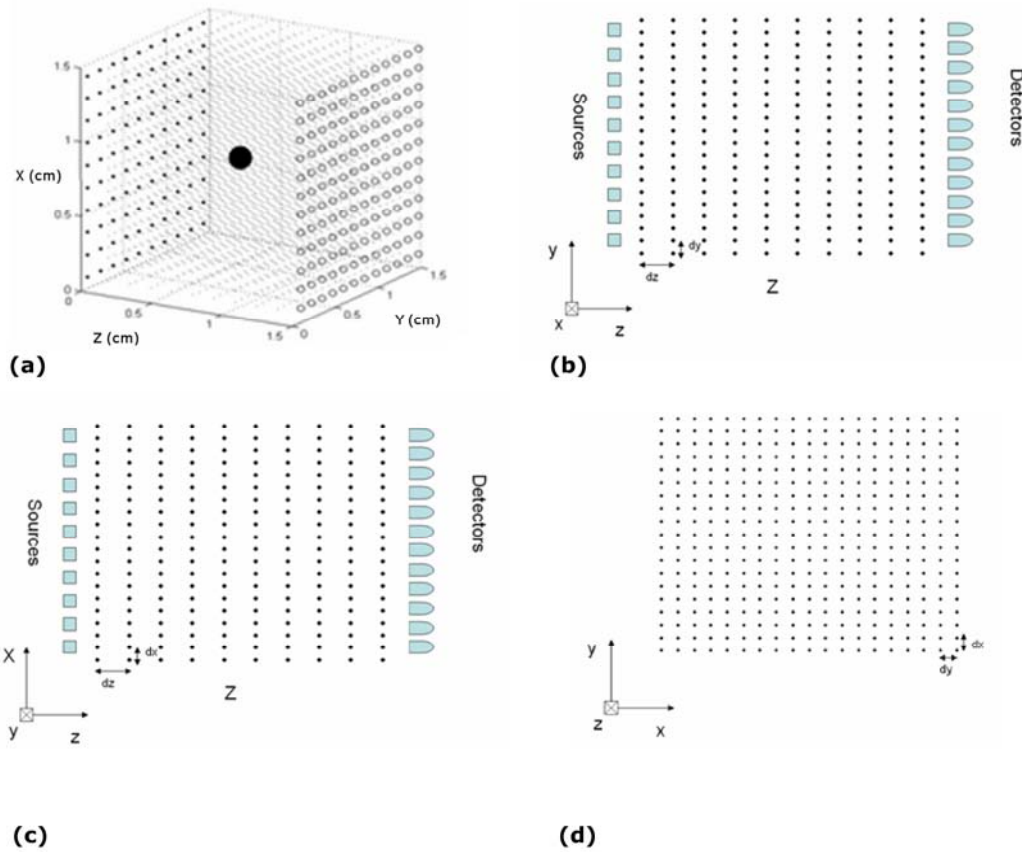 1.5
1
X (cm)
0.5
0
0
0.5
Z (cm)
1
1.5
0
0.5
Y (cm)
1
1.5
(a)
Sources
Detectors
y
dy
dz
Z
x
z
(b)
Sources
Detectors
X
dx
dz
Z
y
z
(c)
y
dx
dy
z
x
(d)